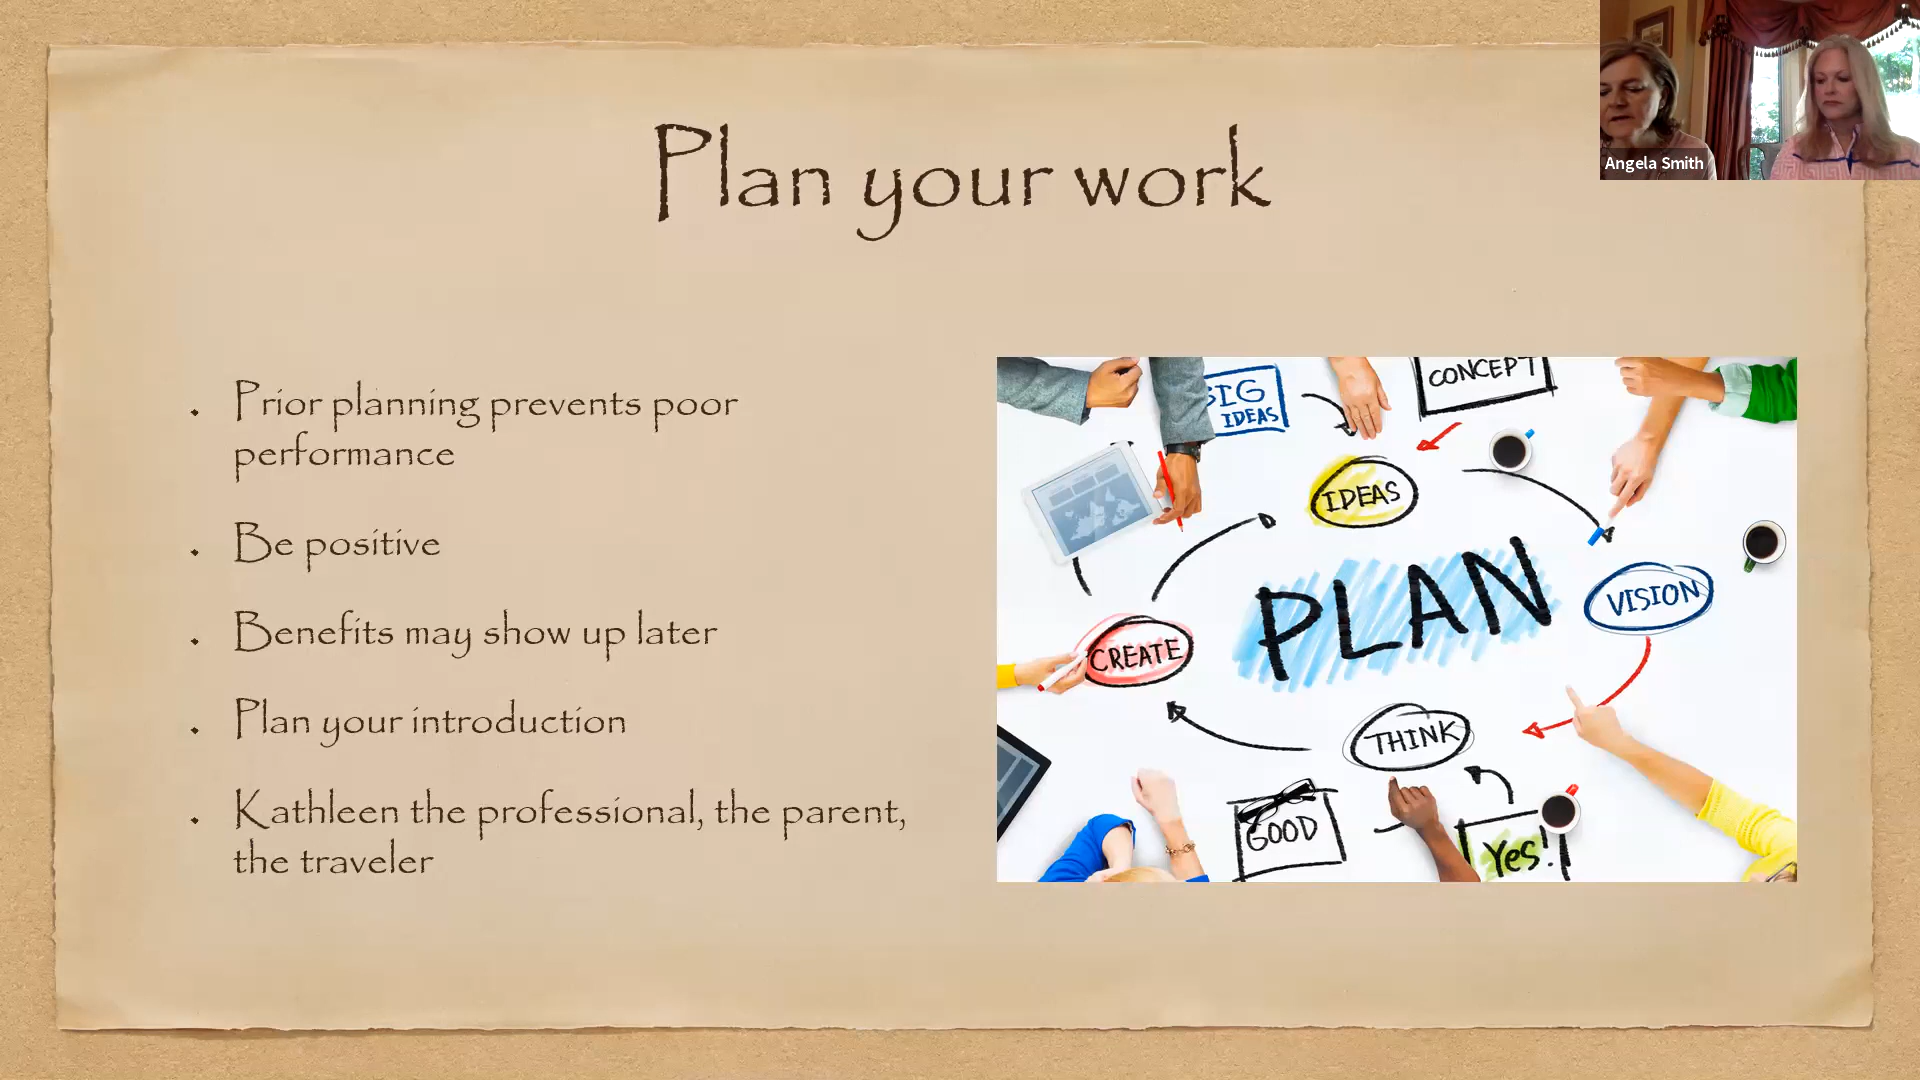 Angela Smith
Plan your work
. Prior planning prevents poor
performance
. Be positive
. Benefits may show up later
. Plan your introduction
. Kathleen the professional, the parent,
the traveler
BIG
IDEAS
CONCEPT
IDEAS
PLAN
VISION
CREATE
THINK
GOOD
Yes!